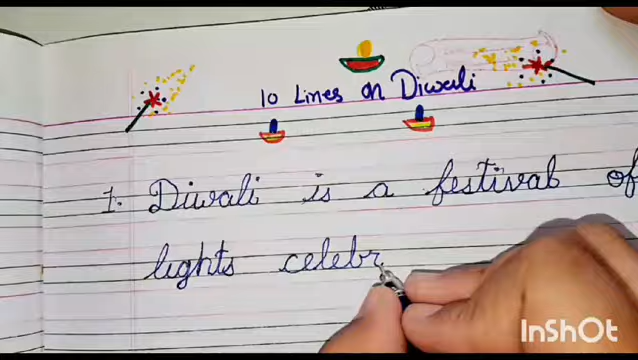 10 Lines on Diwali
1. Diwali is a festival of
lights celebr
InShOt